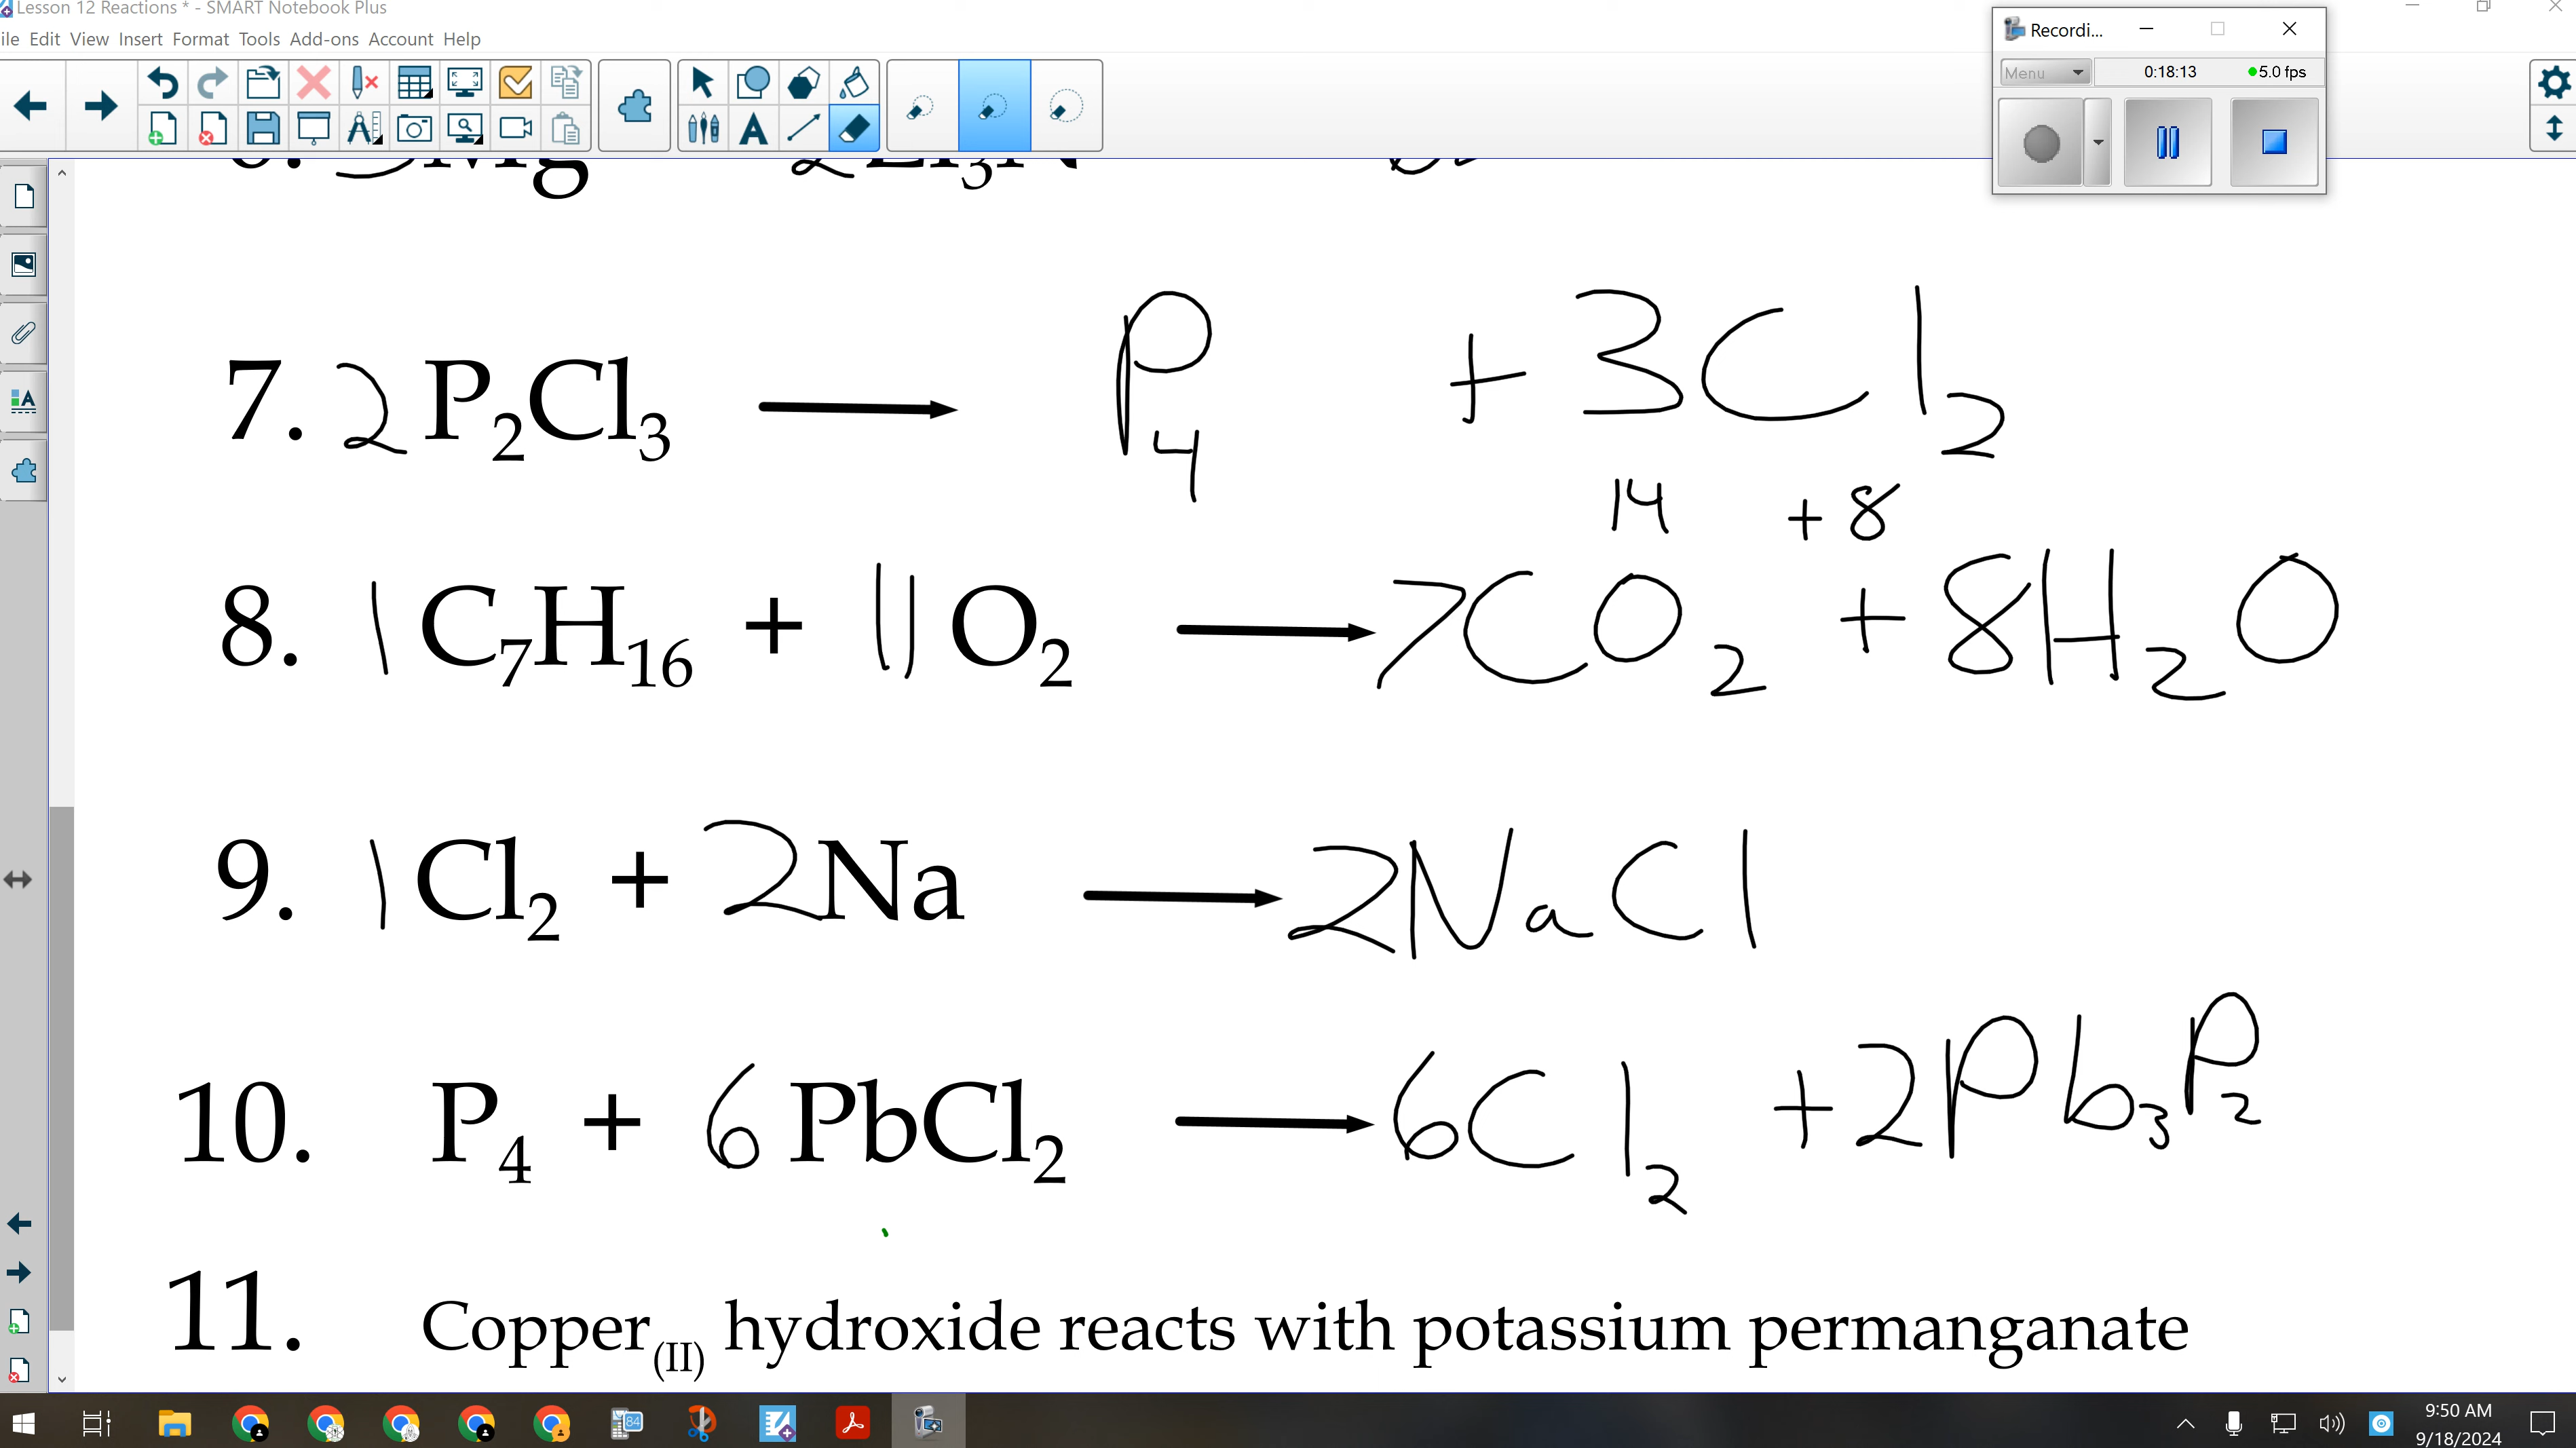 Lesson 12 Reactions * - SMART Notebook Plus
ile Edit View Insert Format Tools Add-ons Account Help
Recordi...
Menu 0:18:13 5.0 fps
7. 2 P₂Cl₃ ⟶ P₄ + 3Cl₂
14 + 8
8. 1 C₇H₁₆ + 11 O₂ ⟶ 7CO₂ + 8H₂O
9. 1 Cl₂ + 2Na ⟶ 2NaCl
10. P₄ + 6 PbCl₂ ⟶ 6Cl₂ + 2Pb₃P₂
11. Copper(II) hydroxide reacts with potassium permanganate
84
9:50 AM
9/18/2024